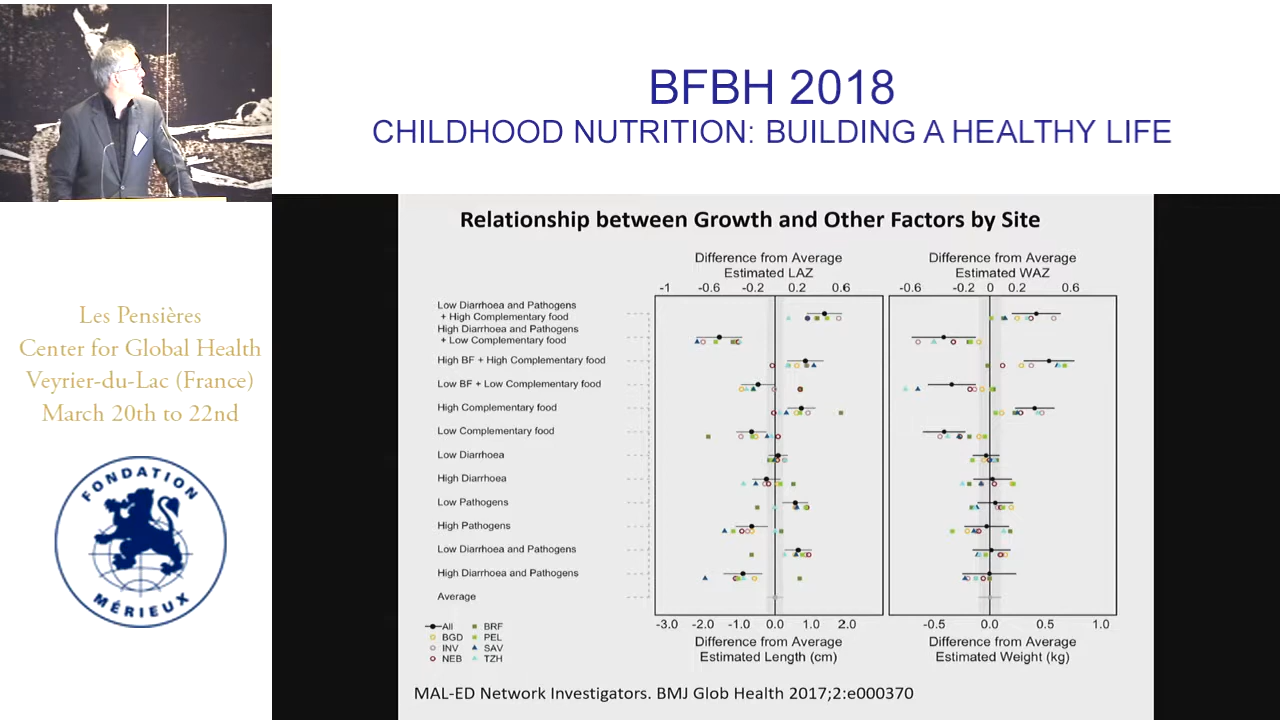 BFBH 2018
CHILDHOOD NUTRITION: BUILDING A HEALTHY LIFE
Les Pensières
Center for Global Health
Veyrier-du-Lac (France)
March 20th to 22nd
FONDATION
MÉRIEUX
Relationship between Growth and Other Factors by Site
Difference from Average
Estimated LAZ
Difference from Average
Estimated WAZ
-1 -0.6 -0.2 0 0.2 0.6
-0.6 -0.2 0 0.2 0.6
Low Diarrhoea and Pathogens
+ High Complementary food
High Diarrhoea and Pathogens
+ Low Complementary food
High BF + High Complementary food
Low BF + Low Complementary food
High Complementary food
Low Complementary food
Low Diarrhoea
High Diarrhoea
Low Pathogens
High Pathogens
Low Diarrhoea and Pathogens
High Diarrhoea and Pathogens
Average
All BRF
BGD PEL
INV SAV
NEB TZH
-3.0 -2.0 -1.0 0.0 1.0 2.0
-0.5 0.0 0.5 1.0
Difference from Average
Estimated Length (cm)
Difference from Average
Estimated Weight (kg)
MAL-ED Network Investigators. BMJ Glob Health 2017;2:e000370